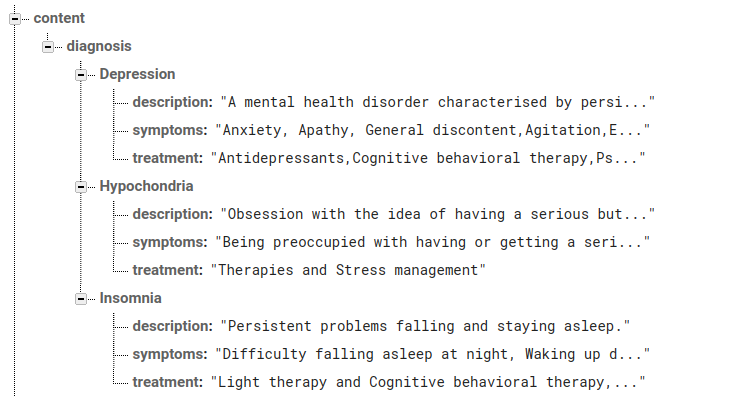 content
diagnosis
Depression
description: "A mental health disorder characterised by persi..."
symptoms: "Anxiety, Apathy, General discontent,Agitation,E..."
treatment: "Antidepressants,Cognitive behavioral therapy,Ps..."
Hypochondria
description: "Obsession with the idea of having a serious but..."
symptoms: "Being preoccupied with having or getting a seri..."
treatment: "Therapies and Stress management"
Insomnia
description: "Persistent problems falling and staying asleep."
symptoms: "Difficulty falling asleep at night, Waking up d..."
treatment: "Light therapy and Cognitive behavioral therapy,..."